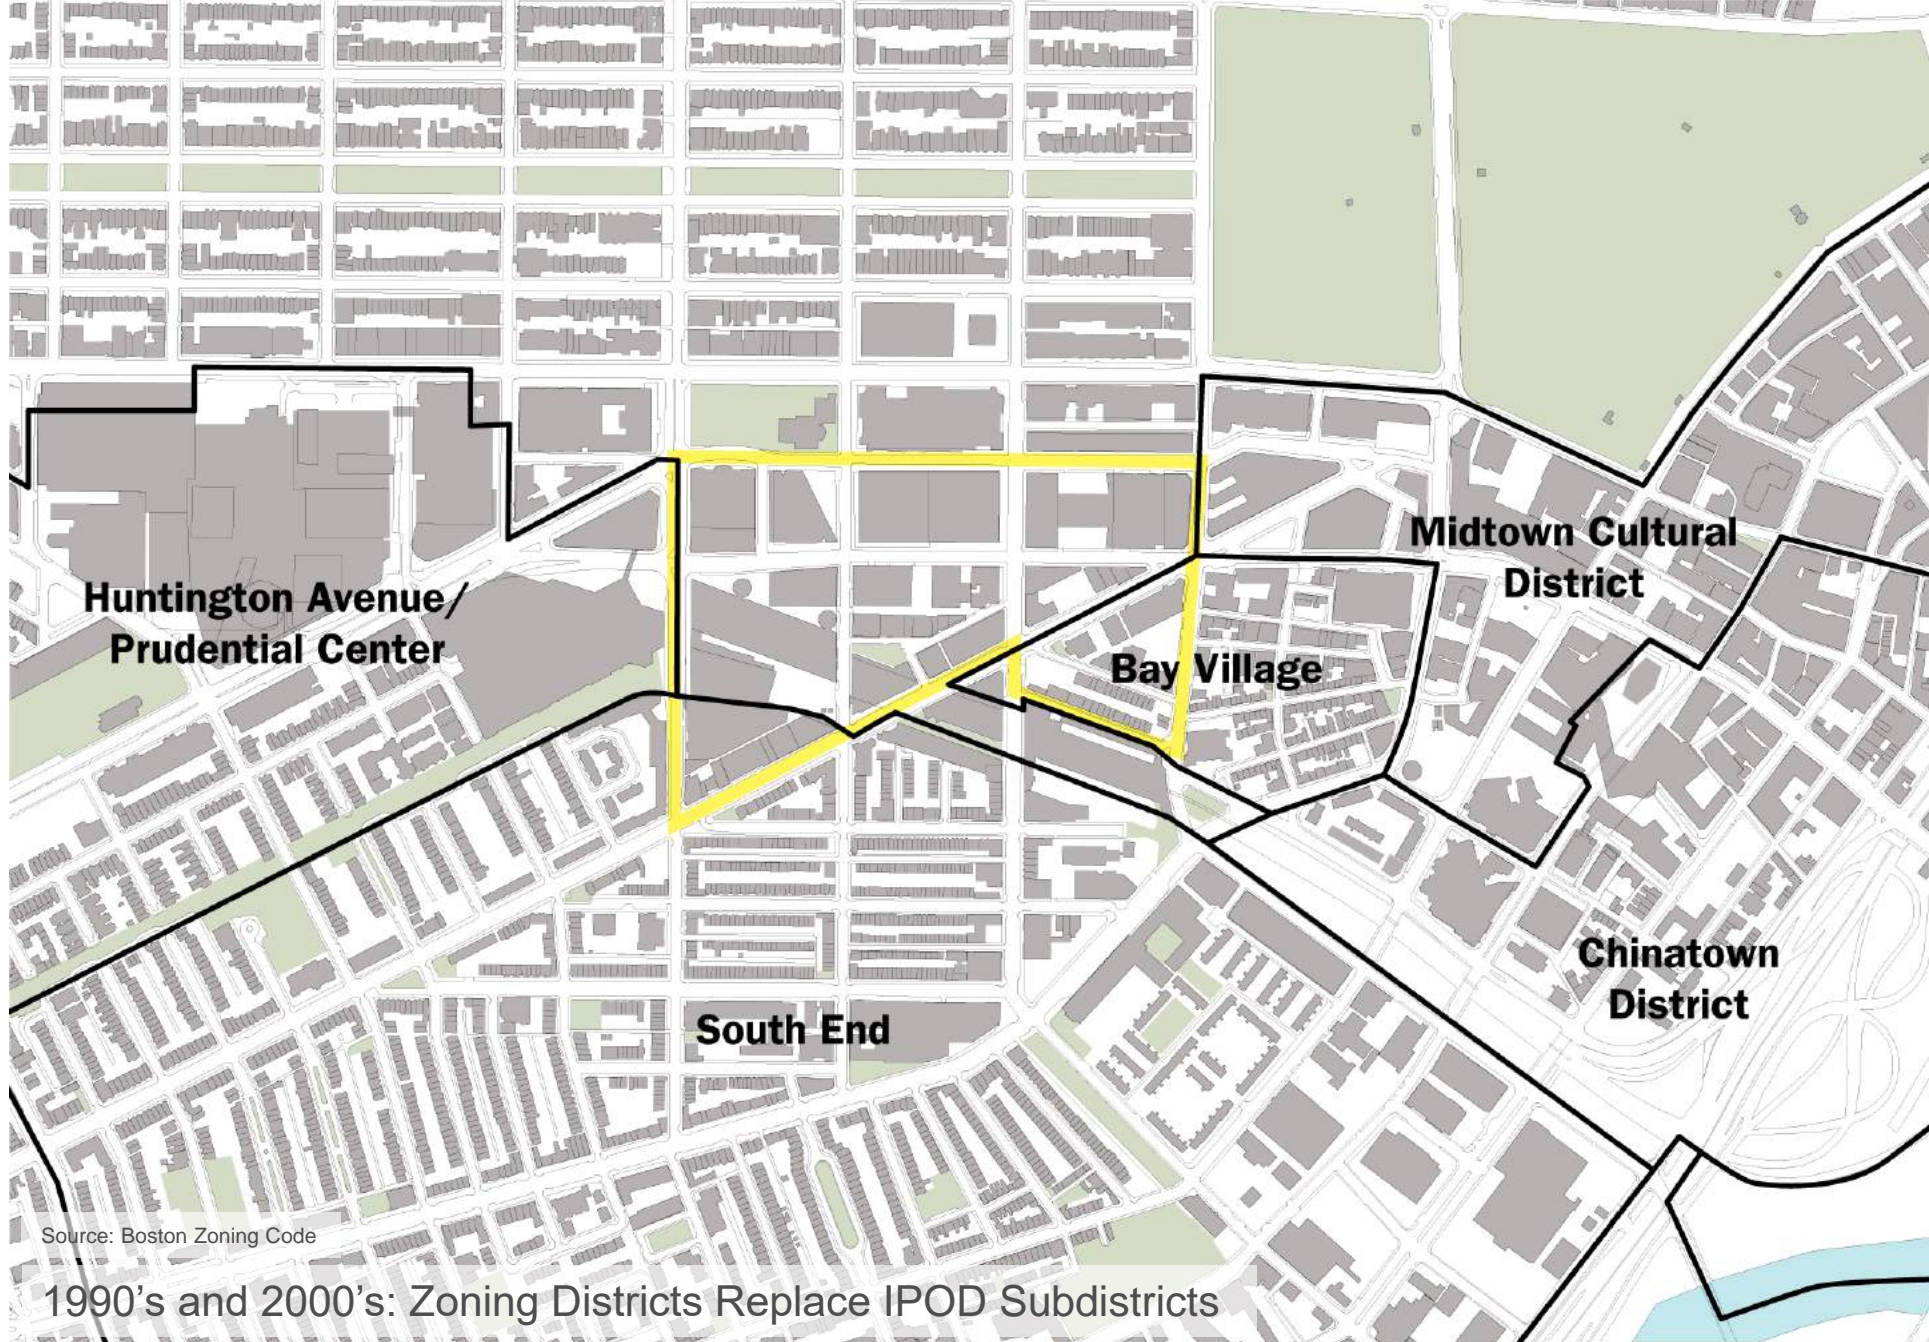 Midtown Cultural
District
Huntington Avenue/
Prudential Center
Bay Village
Chinatown
District
South End
Source: Boston Zoning Code
1990’s and 2000’s: Zoning Districts Replace IPOD Subdistricts